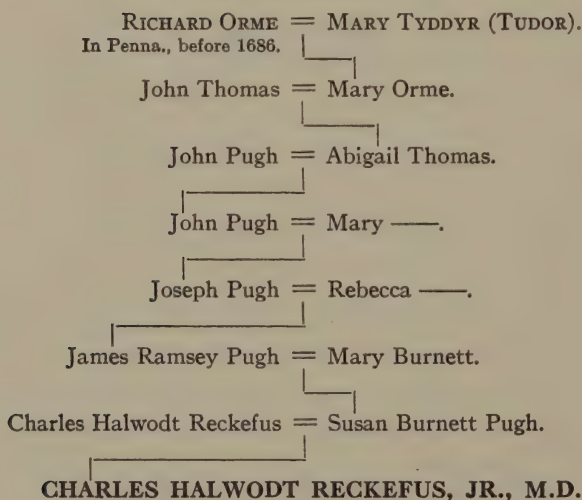 RICHARD ORME = MARY TYDDYR (TUDOR).
In Penna., before 1686.
John Thomas = Mary Orme.
John Pugh = Abigail Thomas.
John Pugh = Mary ——.
Joseph Pugh = Rebecca ——.
James Ramsey Pugh = Mary Burnett.
Charles Halwodt Reckefus = Susan Burnett Pugh.
CHARLES HALWODT RECKEFUS, JR., M.D.